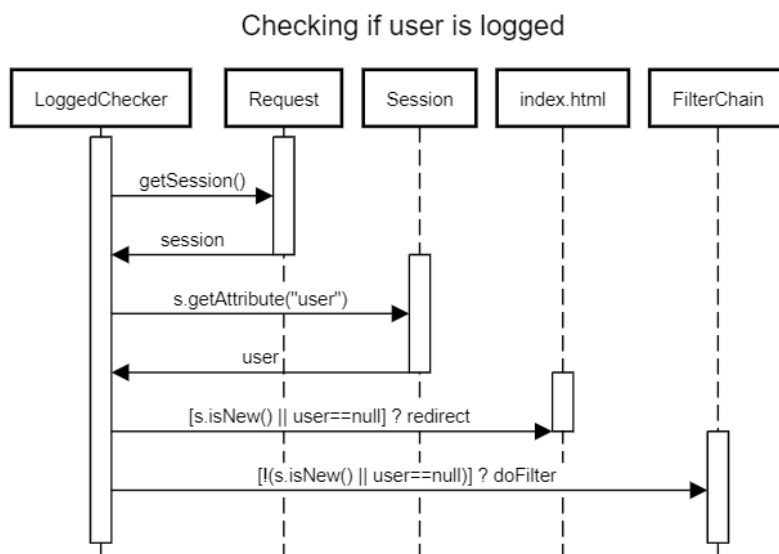 Checking if user is logged
LoggedChecker
Request
Session
index.html
FilterChain
getSession()
session
s.getAttribute("user")
user
[s.isNew() || user==null] ? redirect
[!(s.isNew() || user==null)] ? doFilter